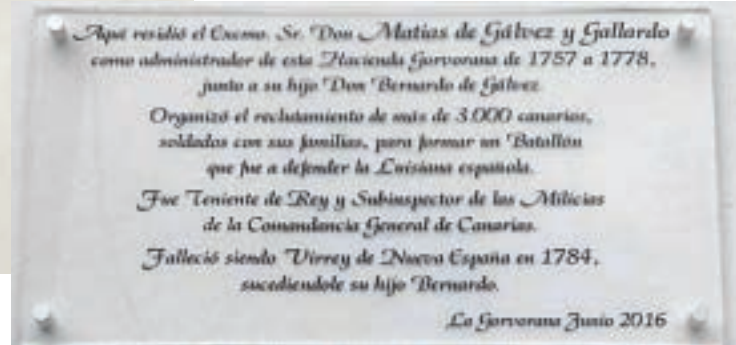 Aquí residió el Excmo. Sr. Don Matías de Gálvez y Gallardo
como administrador de esta Hacienda Gorvorana de 1757 a 1778,
junto a su hijo Don Bernardo de Gálvez
Organizó el reclutamiento de más de 3.000 canarios,
soldados con sus familias, para formar un Batallón
que fue a defender la Luisiana española.
Fue Teniente de Rey y Subinspector de las Milicias
de la Comandancia General de Canarias.
Falleció siendo Virrey de Nueva España en 1784,
sucediendole su hijo Bernardo.
La Gorvorana Junio 2016